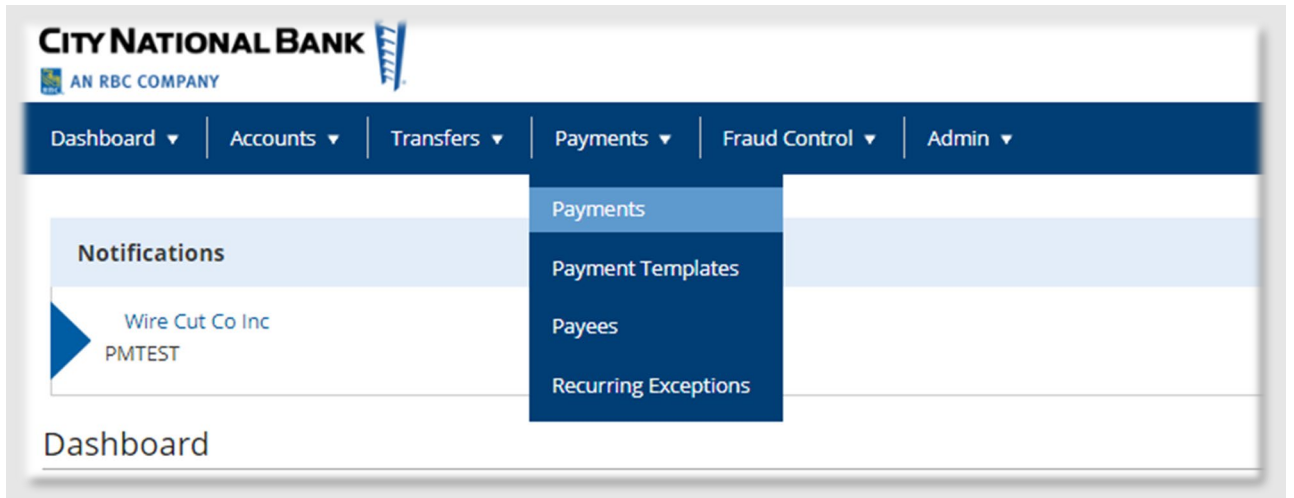 CITY NATIONAL BANK
RBC AN RBC COMPANY
Dashboard Accounts Transfers Payments Fraud Control Admin
Payments
Payment Templates
Payees
Recurring Exceptions
Notifications
Wire Cut Co Inc
PMTEST
Dashboard